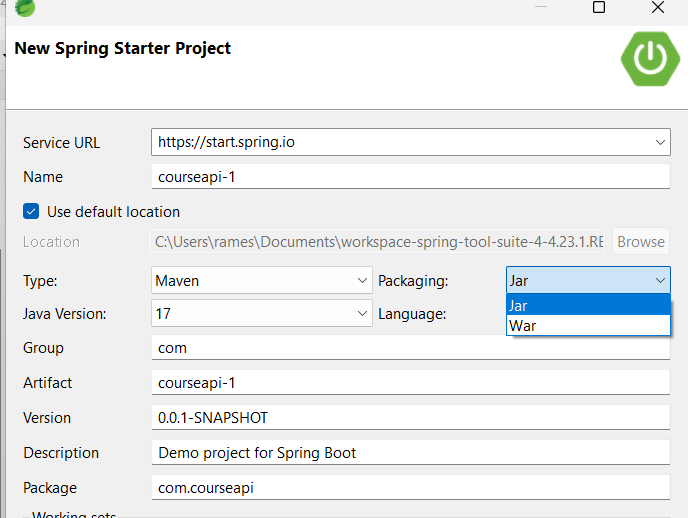 New Spring Starter Project
Service URL https://start.spring.io
Name courseapi-1
Use default location
Location C:\Users\rames\Documents\workspace-spring-tool-suite-4-4.23.1.RE Browse
Type: Maven Packaging: Jar
Jar
Java Version: 17 Language: War
Group com
Artifact courseapi-1
Version 0.0.1-SNAPSHOT
Description Demo project for Spring Boot
Package com.courseapi
Working sets